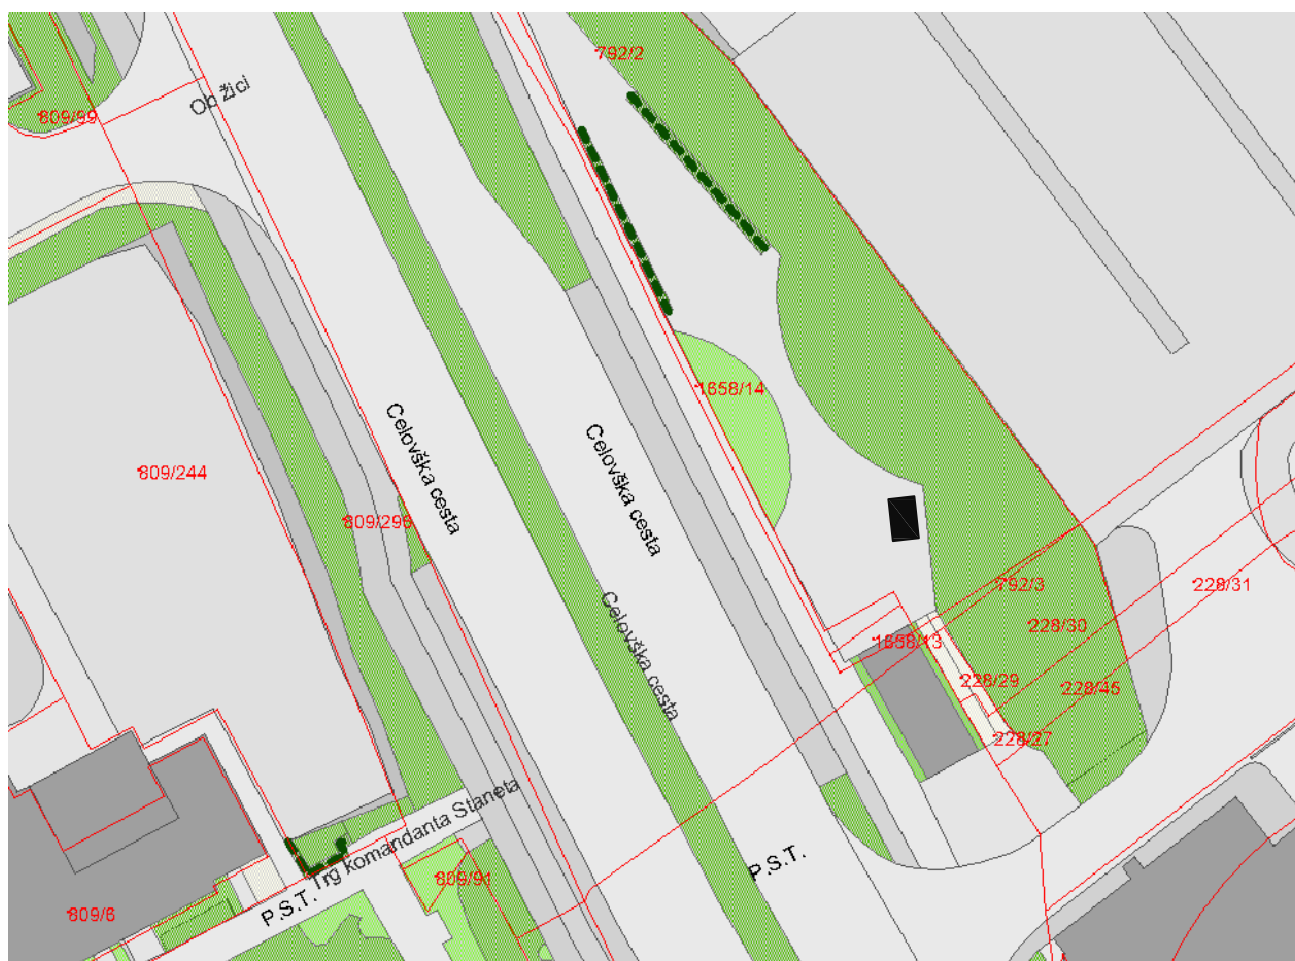 792/2
Ob žici
809/99
1658/14
Celovška cesta
Celovška cesta
809/244
809/296
792/3
228/31
Celovška cesta
228/30
1658/13
228/29
228/45
228/27
Trg komandanta Staneta
P.S.T.
809/91
P.S.T.
809/6